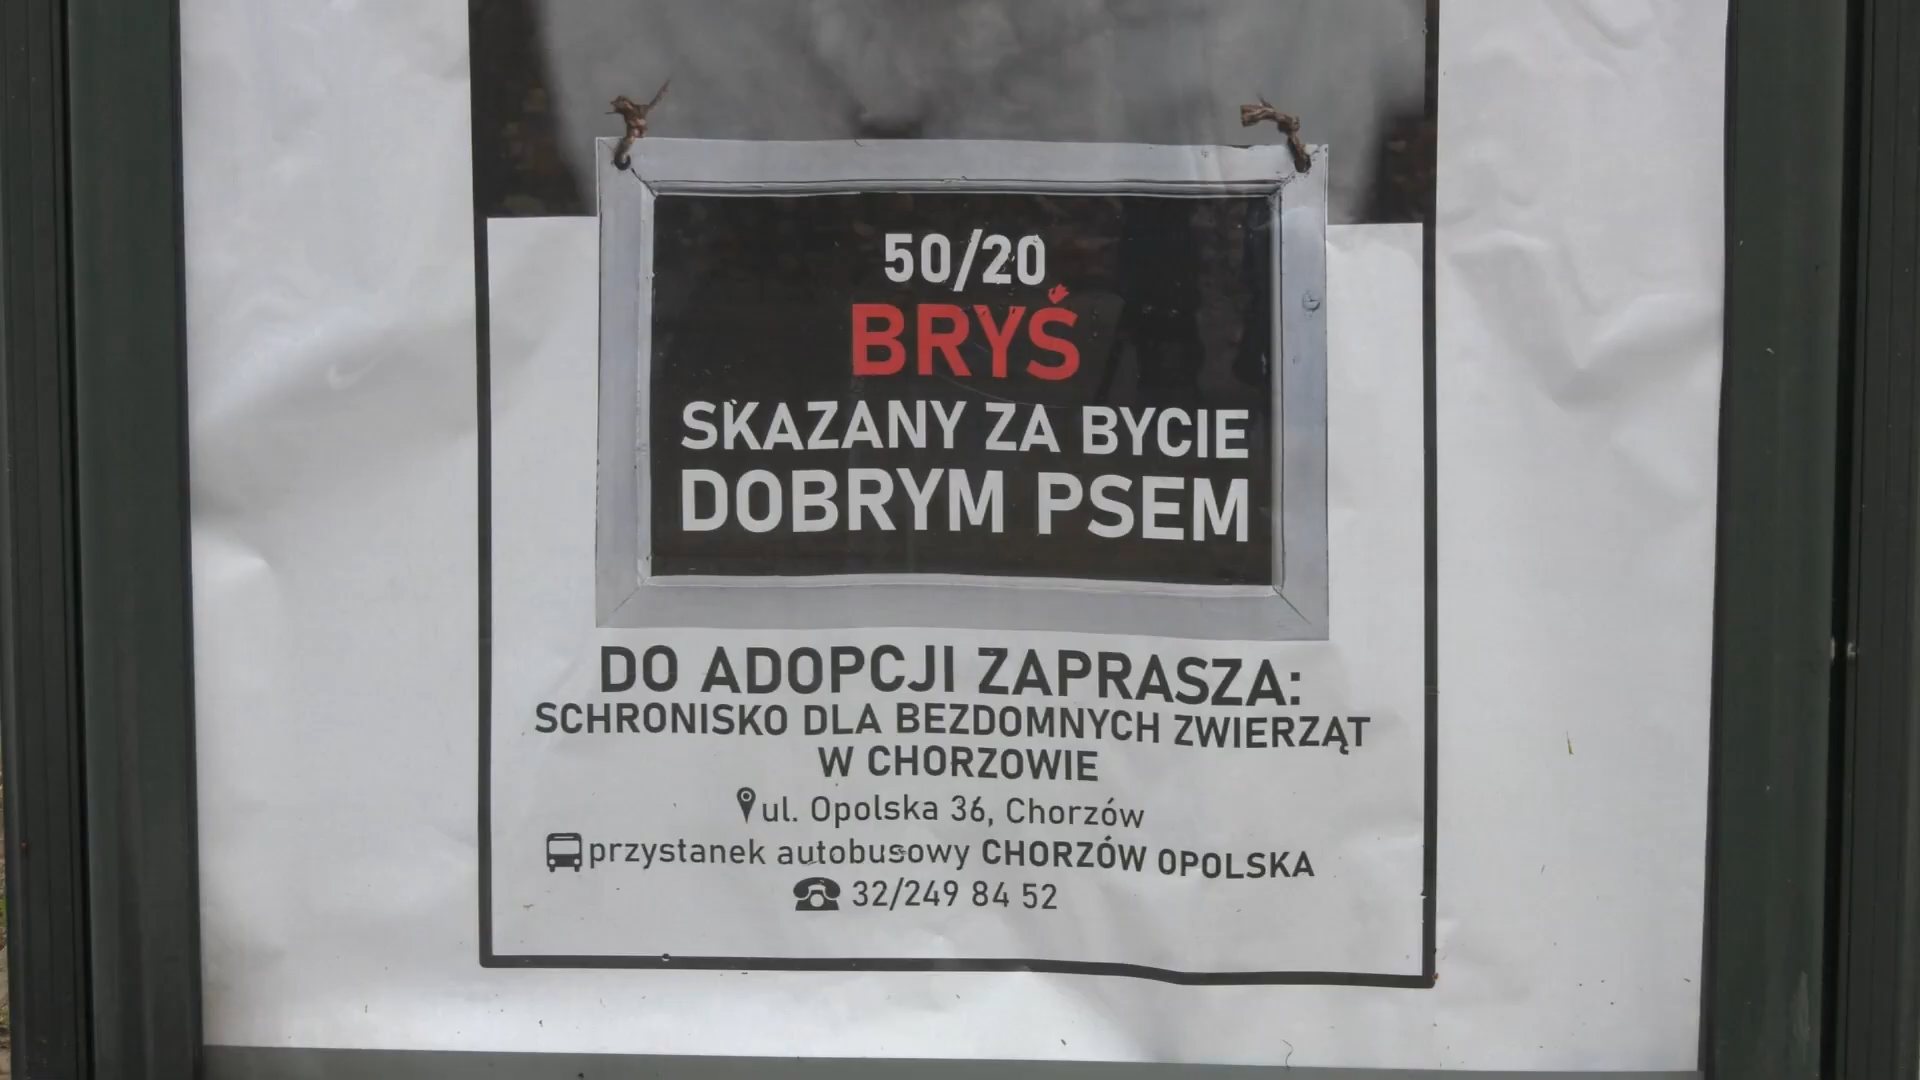 50/20
BRYŚ
SKAZANY ZA BYCIE
DOBRYM PSEM
DO ADOPCJI ZAPRASZA:
SCHRONISKO DLA BEZDOMNYCH ZWIERZĄT
W CHORZOWIE
ul. Opolska 36, Chorzów
przystanek autobusowy CHORZÓW OPOLSKA
32/249 84 52